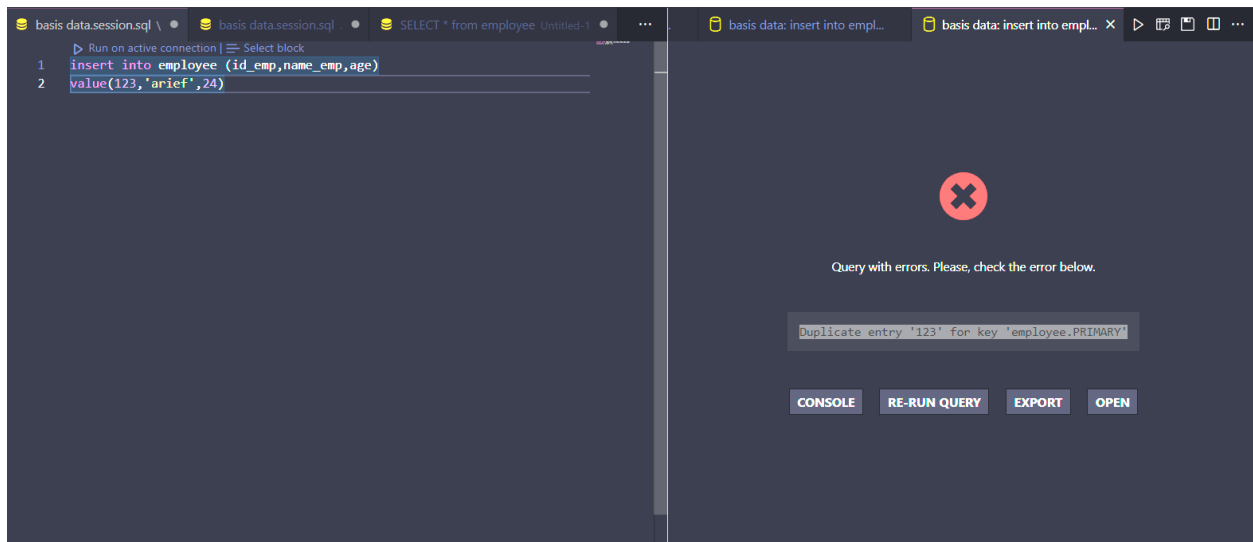 basis data.session.sql \ ●
basis data.session.sql . ●
SELECT * from employee Untitled-1 ●
···
basis data: insert into empl...
basis data: insert into empl... ×
···
Run on active connection | Select block
1 insert into employee (id_emp,name_emp,age)
2 value(123,'arief',24)
Query with errors. Please, check the error below.
Duplicate entry '123' for key 'employee.PRIMARY'
CONSOLE
RE-RUN QUERY
EXPORT
OPEN